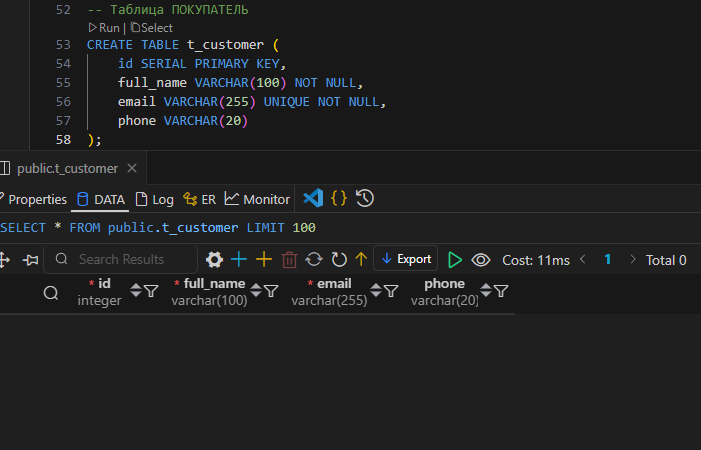 52 -- Таблица ПОКУПАТЕЛЬ
Run | Select
53 CREATE TABLE t_customer (
54 id SERIAL PRIMARY KEY,
55 full_name VARCHAR(100) NOT NULL,
56 email VARCHAR(255) UNIQUE NOT NULL,
57 phone VARCHAR(20)
58 );
public.t_customer
Properties DATA Log ER Monitor {}
SELECT * FROM public.t_customer LIMIT 100
Search Results Export Cost: 11ms < 1 > Total 0
* id * full_name * email phone
integer varchar(100) varchar(255) varchar(20)